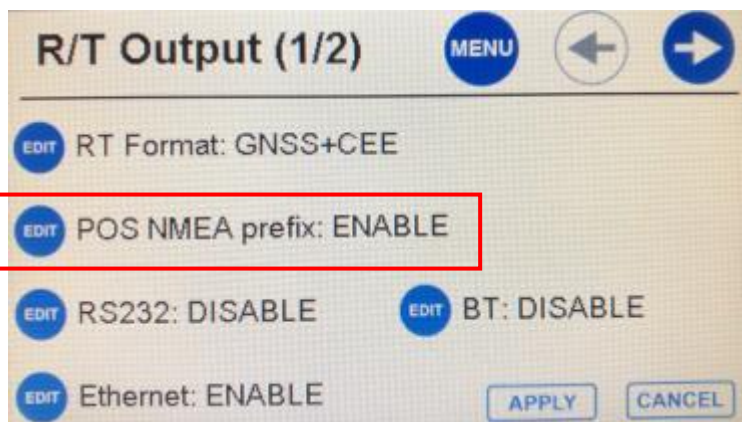 R/T Output (1/2) MENU
EDIT RT Format: GNSS+CEE
EDIT POS NMEA prefix: ENABLE
EDIT RS232: DISABLE EDIT BT: DISABLE
EDIT Ethernet: ENABLE APPLY CANCEL